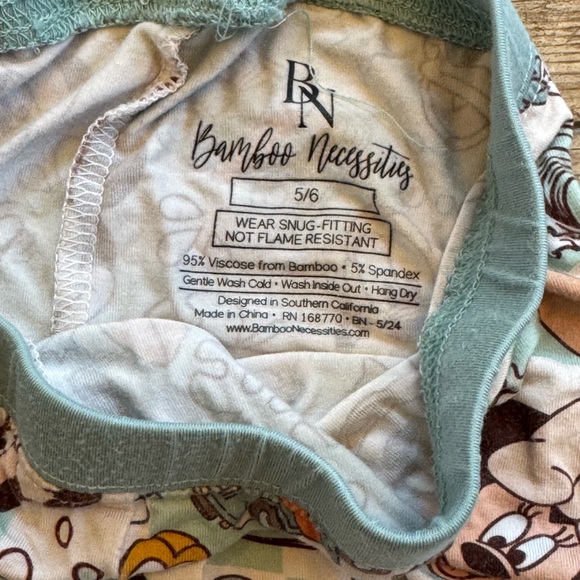 BN
Bamboo Necessities
5/6
WEAR SNUG-FITTING
NOT FLAME RESISTANT
95% Viscose from Bamboo • 5% Spandex
Gentle Wash Cold • Wash Inside Out • Hang Dry
Designed in Southern California
Made in China • RN 168770 • BN - 5/24
www.BambooNecessities.com